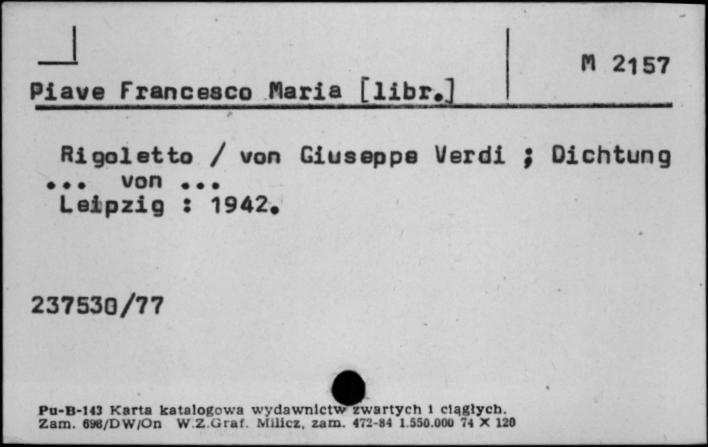 M 2157
Piave Francesco Maria [libr.]
Rigoletto / von Giuseppe Verdi ; Dichtung
... von ...
Leipzig : 1942.
237530/77
Pu-B-143 Karta katalogowa wydawnictw zwartych i ciągłych.
Zam. 696/DW/On W.Z.Graf. Milicz, zam. 472-84 1.550.000 74 X 120